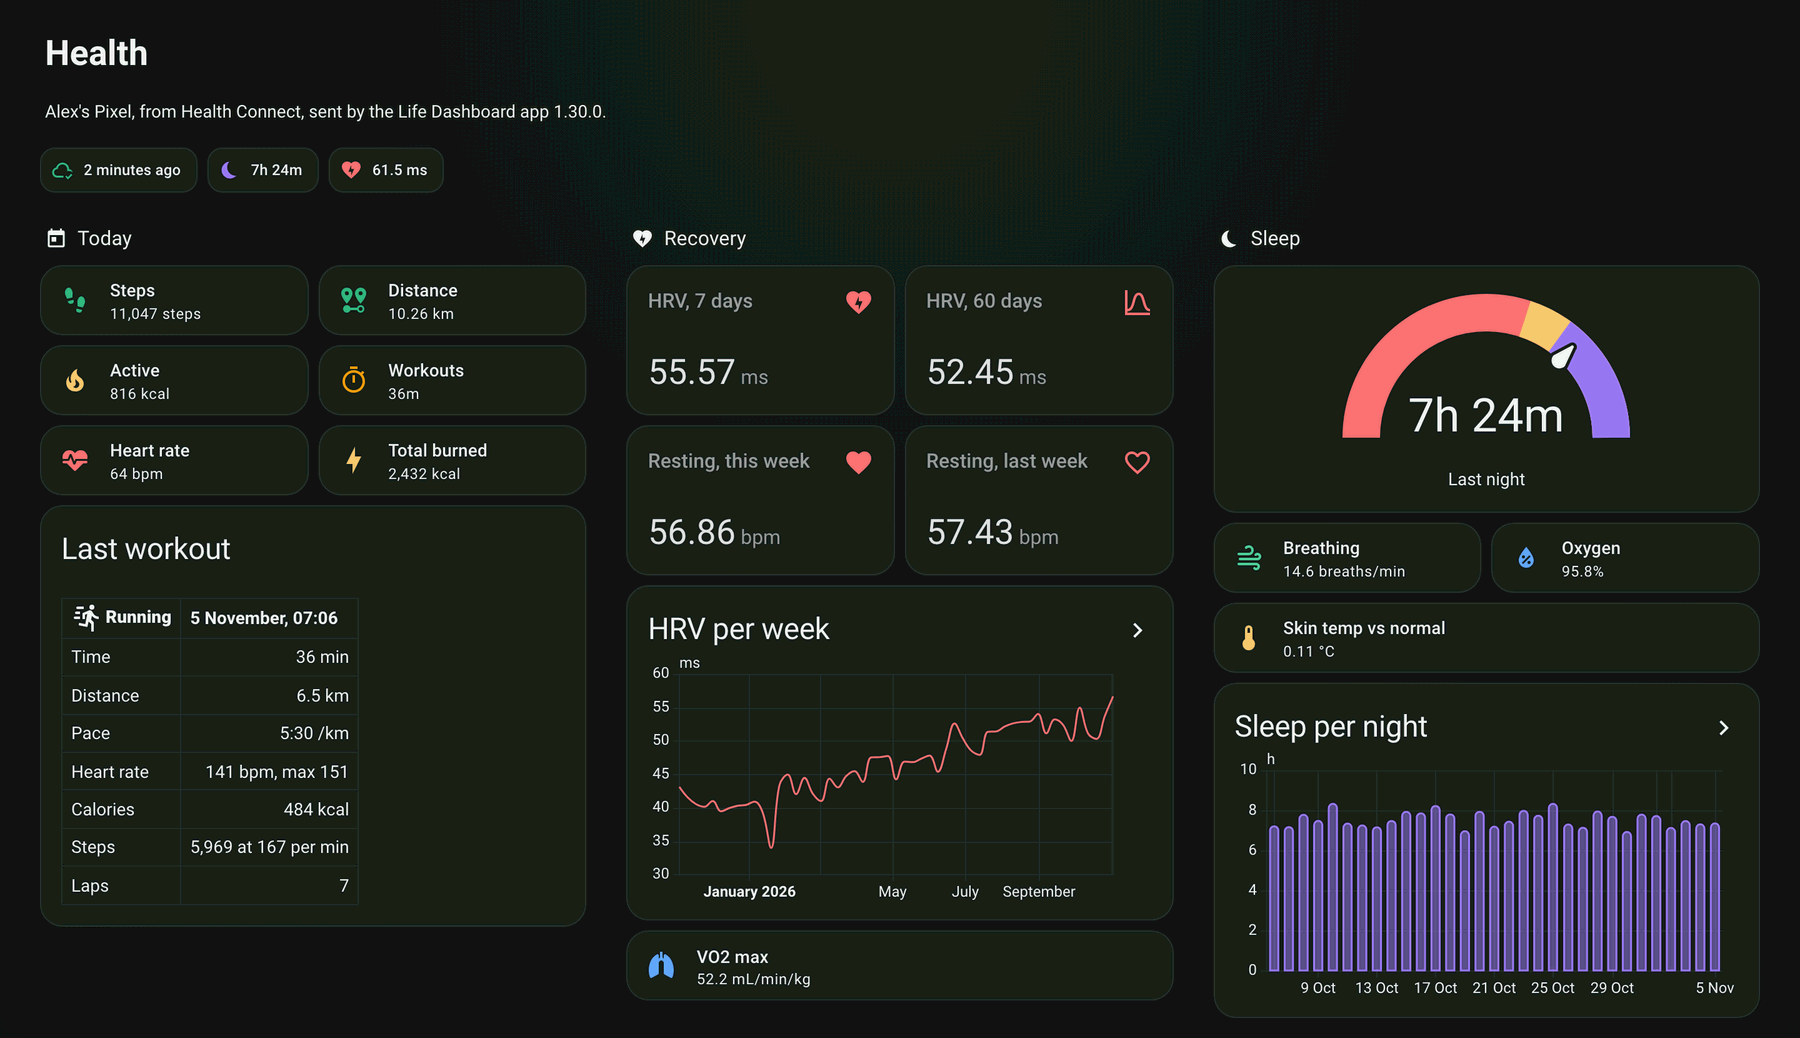 Health
Alex's Pixel, from Health Connect, sent by the Life Dashboard app 1.30.0.
2 minutes ago
7h 24m
61.5 ms
Today
Steps
11,047 steps
Distance
10.26 km
Active
816 kcal
Workouts
36m
Heart rate
64 bpm
Total burned
2,432 kcal
Last workout
Running 5 November, 07:06
Time 36 min
Distance 6.5 km
Pace 5:30 /km
Heart rate 141 bpm, max 151
Calories 484 kcal
Steps 5,969 at 167 per min
Laps 7
Recovery
HRV, 7 days
55.57 ms
HRV, 60 days
52.45 ms
Resting, this week
56.86 bpm
Resting, last week
57.43 bpm
HRV per week
ms
60
55
50
45
40
35
30
January 2026 May July September
VO2 max
52.2 mL/min/kg
Sleep
7h 24m
Last night
Breathing
14.6 breaths/min
Oxygen
95.8%
Skin temp vs normal
0.11 °C
Sleep per night
h
10
8
6
4
2
0
9 Oct 13 Oct 17 Oct 21 Oct 25 Oct 29 Oct 5 Nov